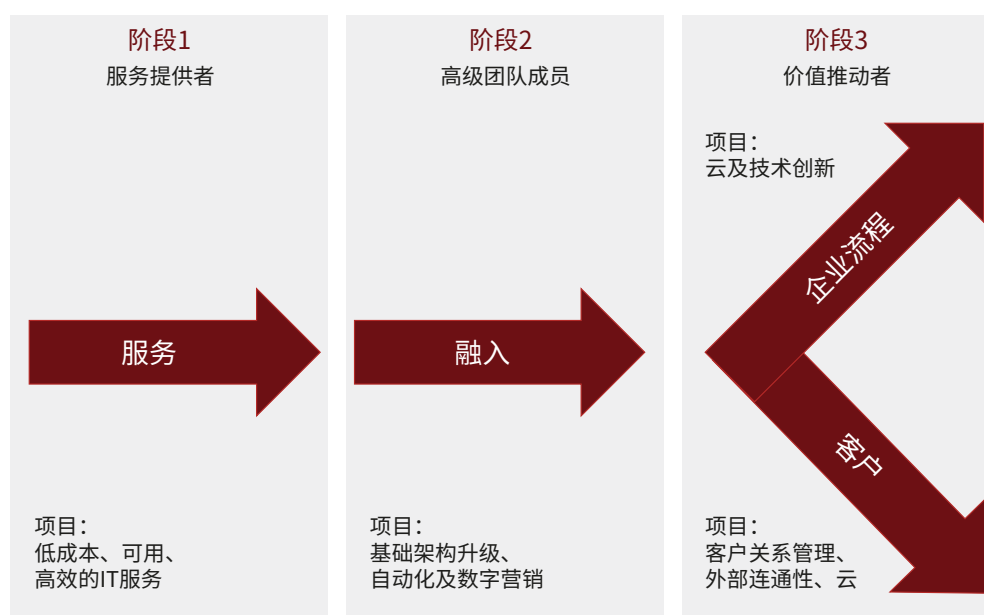 阶段1
服务提供者
服务
项目：
低成本、可用、
高效的IT服务
阶段2
高级团队成员
融入
项目：
基础架构升级、
自动化及数字营销
阶段3
价值推动者
项目：
云及技术创新
企业流程
客户
项目：
客户关系管理、
外部连通性、云